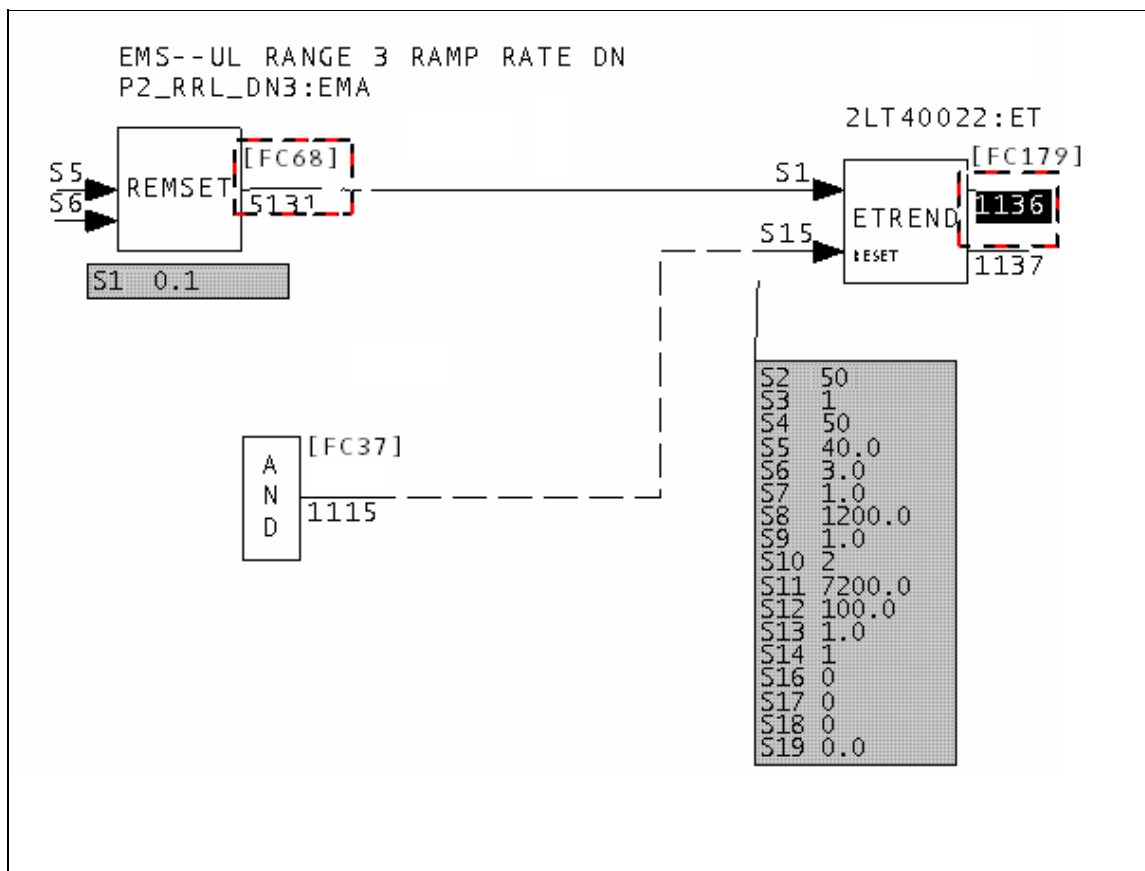 EMS--UL RANGE 3 RAMP RATE DN
P2_RRL_DN3:EMA
2LT40022:ET
[FC68]
[FC179]
S5
S6
REMSET
5131
S1
1136
ETREND
S15
RESET
1137
S1 0.1
S2 50
S3 1
S4 50
S5 40.0
S6 3.0
S7 1.0
S8 1200.0
S9 1.0
S10 2
S11 7200.0
S12 100.0
S13 1.0
S14 1
S16 0
S17 0
S18 0
S19 0.0
[FC37]
AND
1115